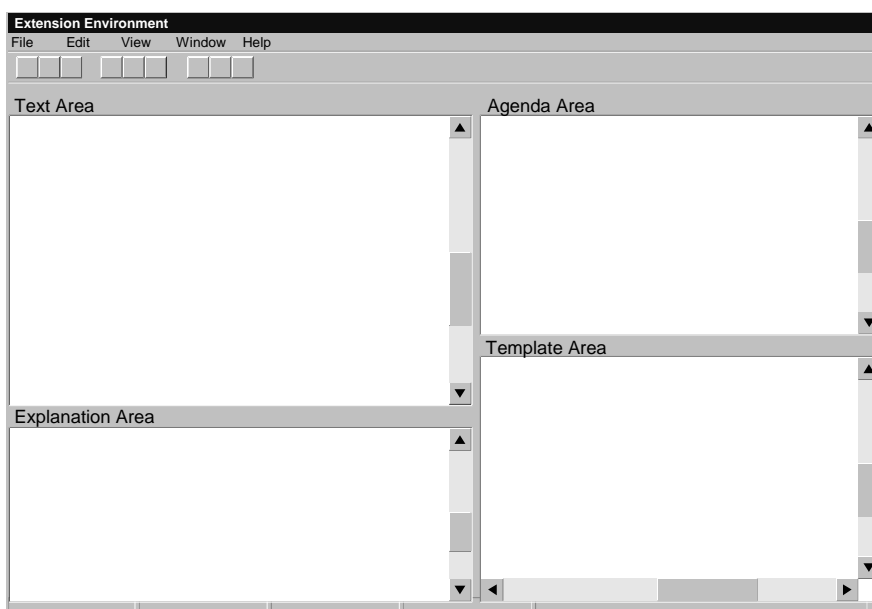 Extension Environment
File Edit View Window Help
Text Area
Agenda Area
Template Area
Explanation Area